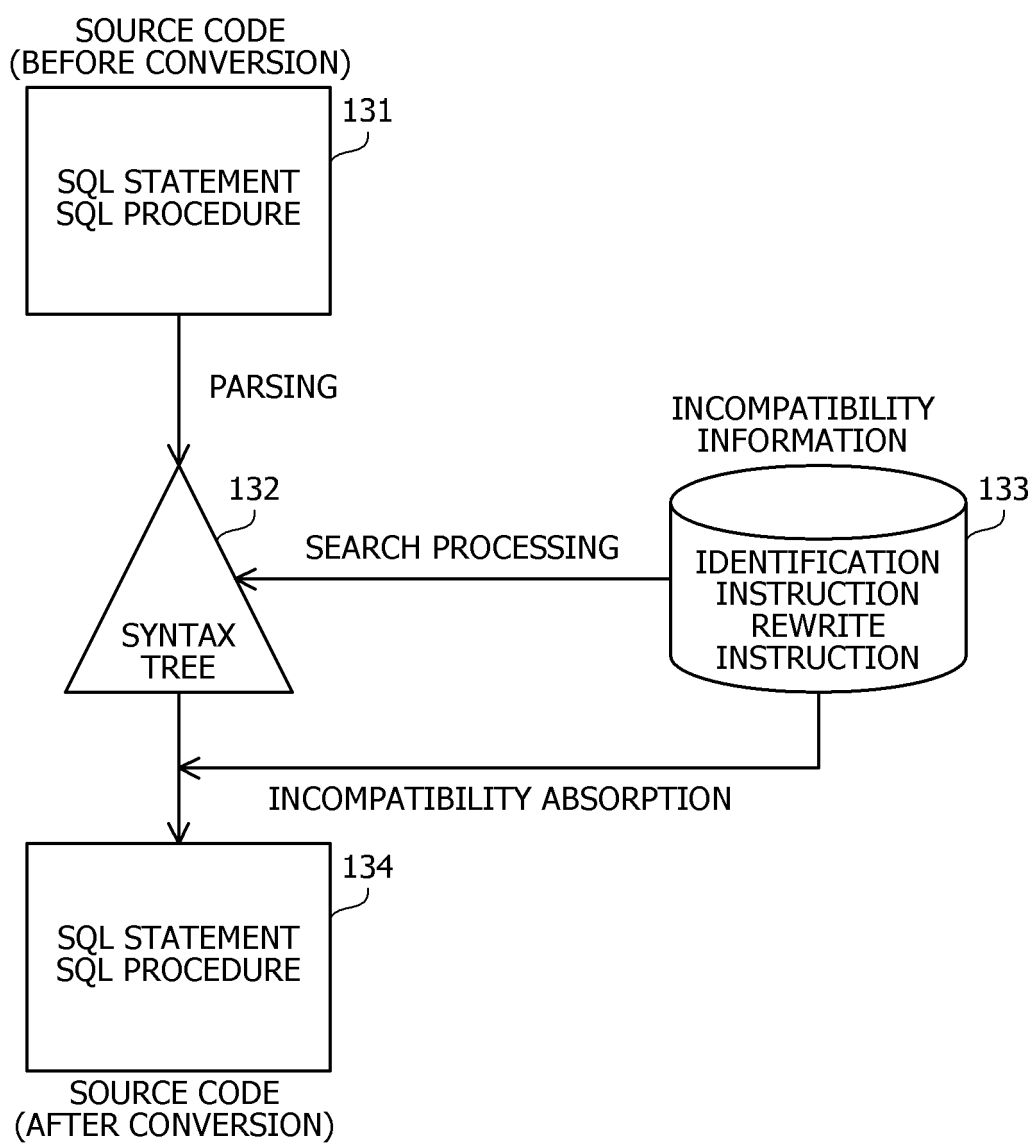 SOURCE CODE
(BEFORE CONVERSION)
131
SQL STATEMENT
SQL PROCEDURE
PARSING
INCOMPATIBILITY
INFORMATION
132
133
SEARCH PROCESSING
IDENTIFICATION
INSTRUCTION
REWRITE
INSTRUCTION
SYNTAX
TREE
INCOMPATIBILITY ABSORPTION
134
SQL STATEMENT
SQL PROCEDURE
SOURCE CODE
(AFTER CONVERSION)